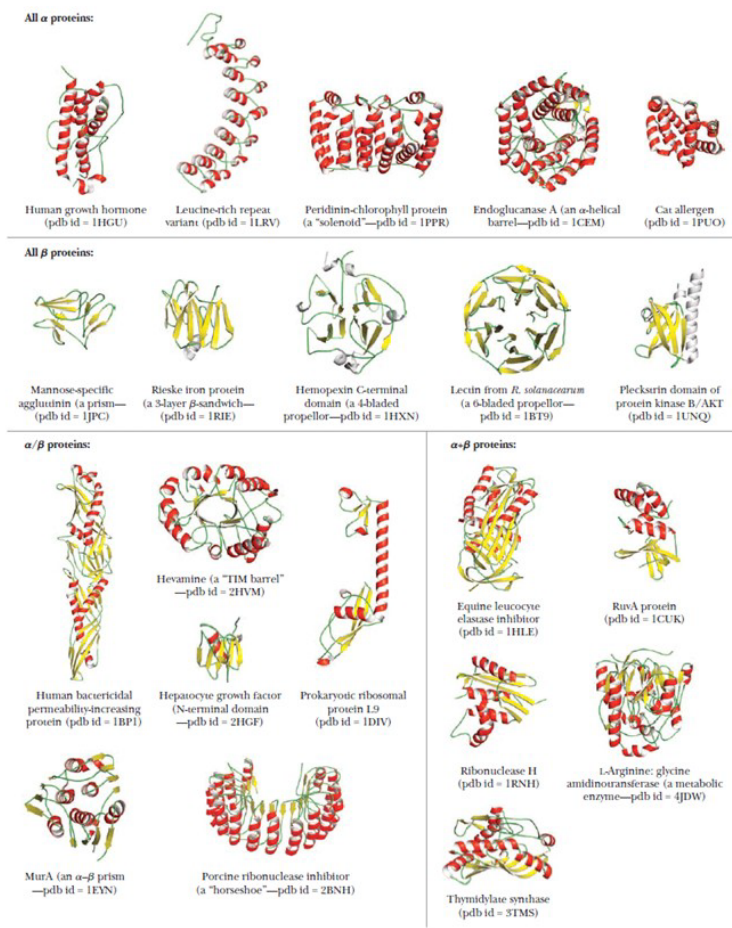 All α proteins:
Human growth hormone
(pdb id = 1HGU)
Leucine-rich repeat
variant (pdb id = 1LRV)
Peridinin-chlorophyll protein
(a “solenoid”—pdb id = 1PPR)
Endoglucanase A (an α-helical
barrel—pdb id = 1CEM)
Cat allergen
(pdb id = 1PUO)
All β proteins:
Mannose-specific
agglutinin (a prism—
(pdb id = 1JPC)
Rieske iron protein
(a 3-layer β-sandwich—
(pdb id = 1RIE)
Hemopexin C-terminal
domain (a 4-bladed
propellor—pdb id = 1HXN)
Lectin from R. solanacearum
(a 6-bladed propellor—
pdb id = 1BT9)
Pleckstrin domain of
protein kinase B/AKT
(pdb id = 1UNQ)
α/β proteins:
Human bactericidal
permeability-increasing
protein (pdb id = 1BP1)
Hevamine (a “TIM barrel”
—pdb id = 2HVM)
Hepatocyte growth factor
(N-terminal domain
—pdb id = 2HGF)
Prokaryotic ribosomal
protein L9
(pdb id = 1DIV)
MurA (an α–β prism
—pdb id = 1EYN)
Porcine ribonuclease inhibitor
(a “horseshoe”—pdb id = 2BNH)
α+β proteins:
Equine leucocyte
elastase inhibitor
(pdb id = 1HLE)
RuvA protein
(pdb id = 1CUK)
Ribonuclease H
(pdb id = 1RNH)
L-Arginine: glycine
amidinotransferase (a metabolic
enzyme—pdb id = 4JDW)
Thymidylate synthase
(pdb id = 3TMS)